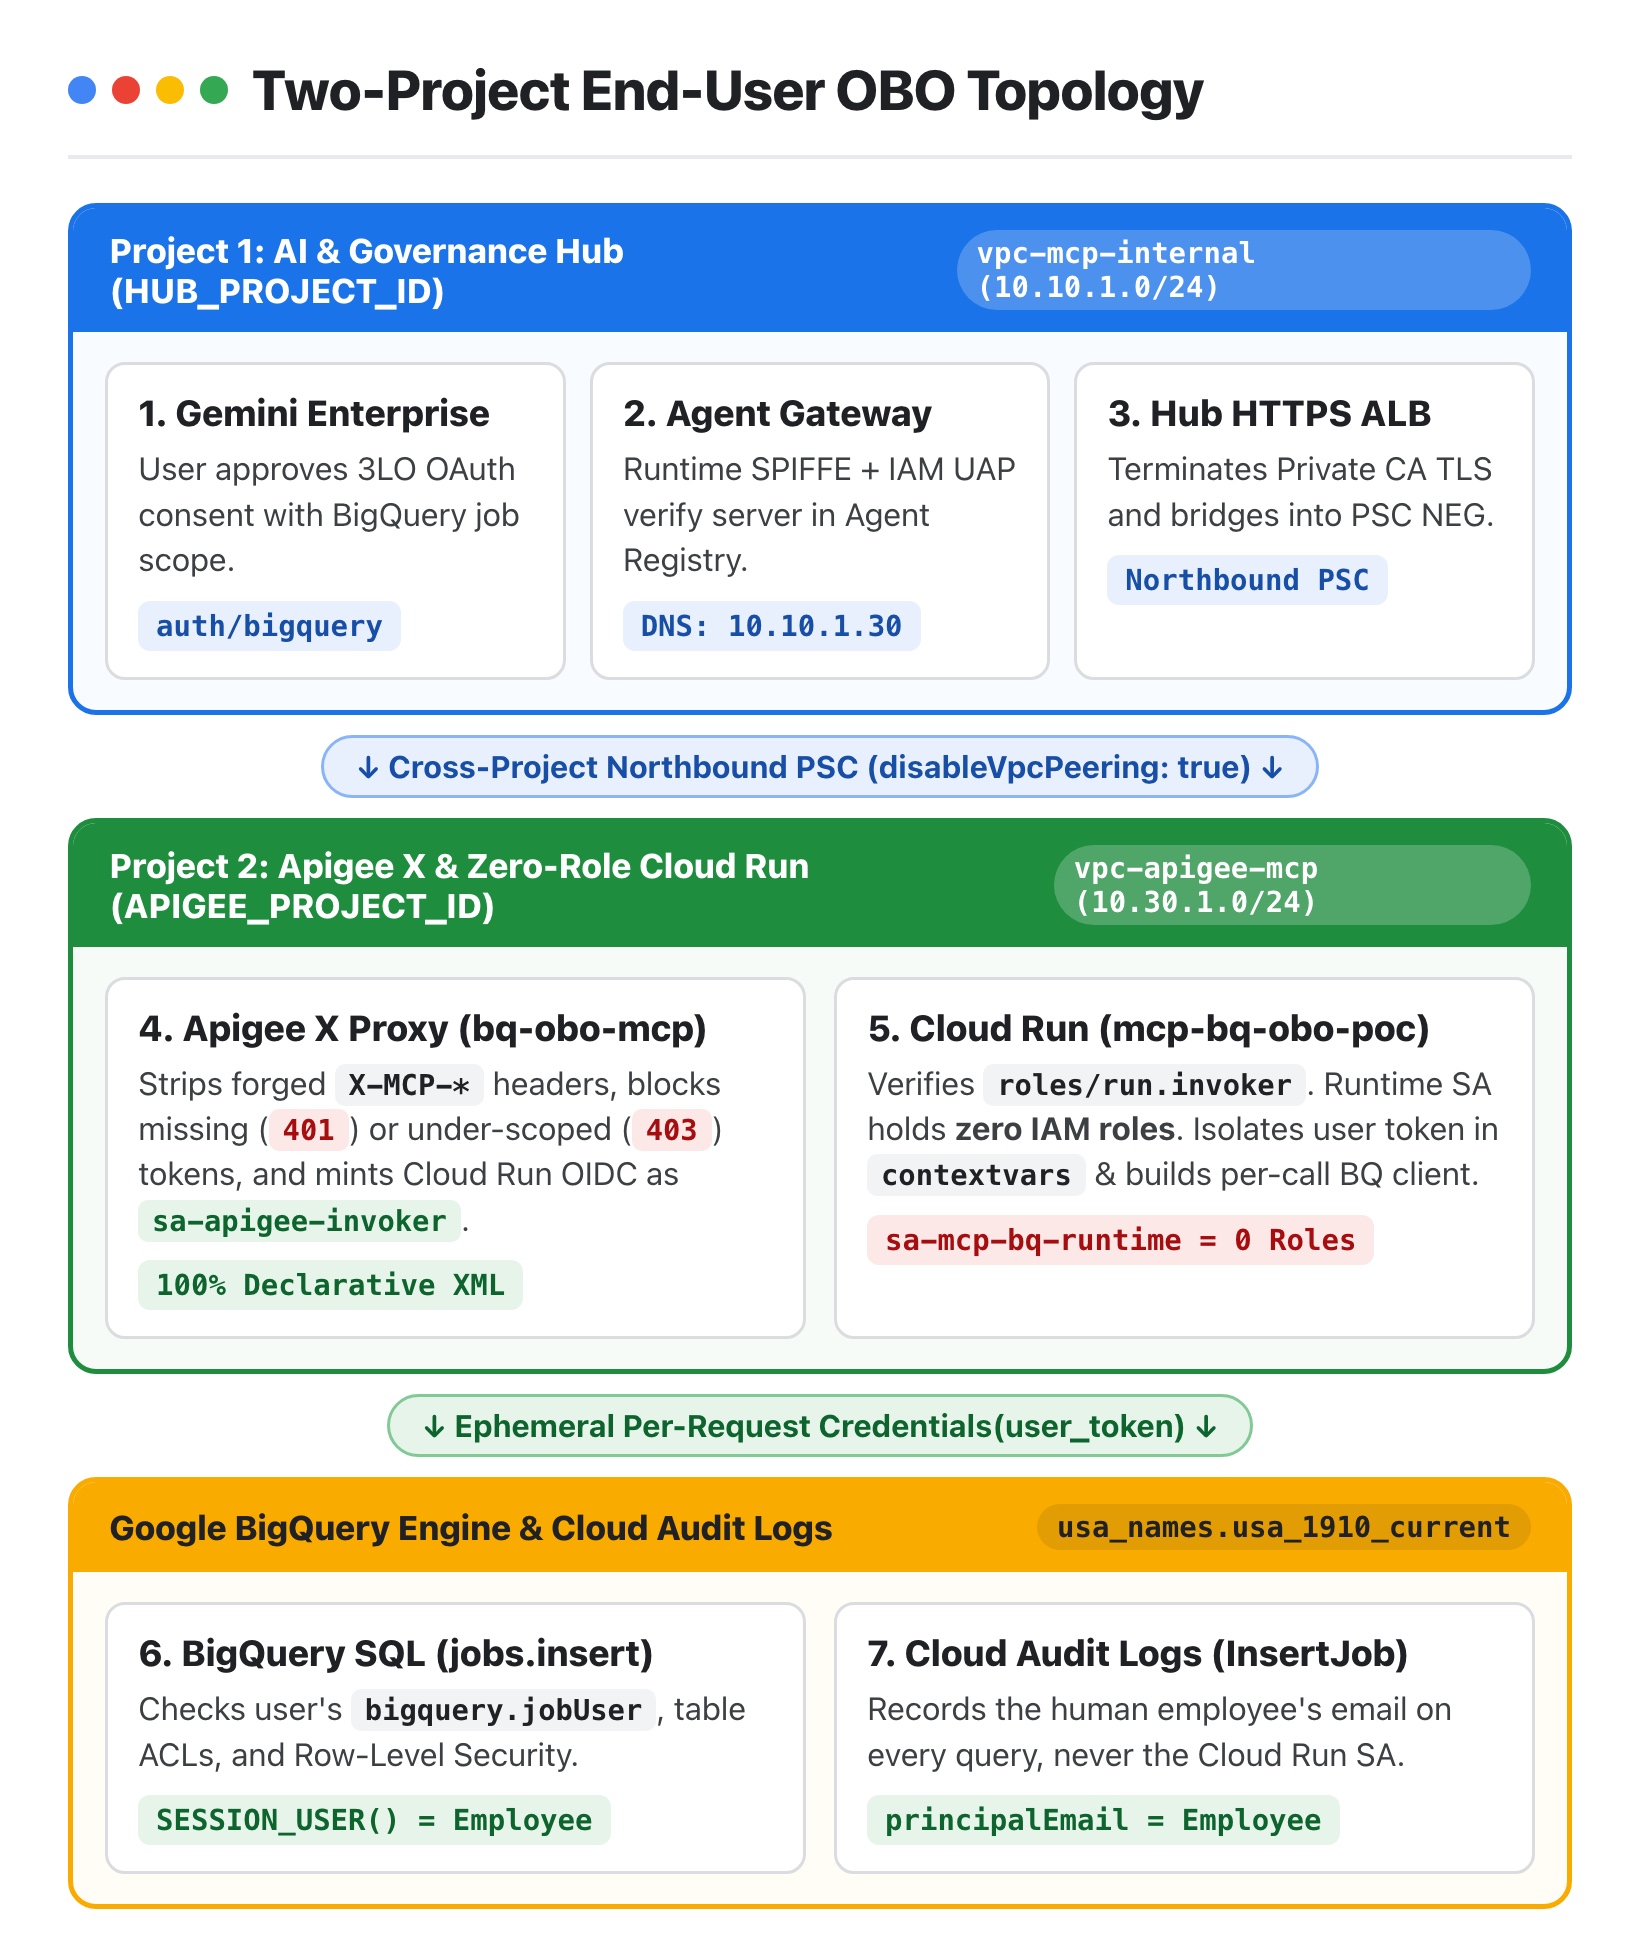 Two-Project End-User OBO Topology
Project 1: AI & Governance Hub
(HUB_PROJECT_ID)
vpc-mcp-internal
(10.10.1.0/24)
1. Gemini Enterprise
User approves 3LO OAuth
consent with BigQuery job
scope.
auth/bigquery
2. Agent Gateway
Runtime SPIFFE + IAM UAP
verify server in Agent
Registry.
DNS: 10.10.1.30
3. Hub HTTPS ALB
Terminates Private CA TLS
and bridges into PSC NEG.
Northbound PSC
↓ Cross-Project Northbound PSC (disableVpcPeering: true) ↓
Project 2: Apigee X & Zero-Role Cloud Run
(APIGEE_PROJECT_ID)
vpc-apigee-mcp
(10.30.1.0/24)
4. Apigee X Proxy (bq-obo-mcp)
Strips forged X-MCP-* headers, blocks
missing (401) or under-scoped (403)
tokens, and mints Cloud Run OIDC as
sa-apigee-invoker.
100% Declarative XML
5. Cloud Run (mcp-bq-obo-poc)
Verifies roles/run.invoker. Runtime SA
holds zero IAM roles. Isolates user token in
contextvars & builds per-call BQ client.
sa-mcp-bq-runtime = 0 Roles
↓ Ephemeral Per-Request Credentials(user_token) ↓
Google BigQuery Engine & Cloud Audit Logs
usa_names.usa_1910_current
6. BigQuery SQL (jobs.insert)
Checks user's bigquery.jobUser, table
ACLs, and Row-Level Security.
SESSION_USER() = Employee
7. Cloud Audit Logs (InsertJob)
Records the human employee's email on
every query, never the Cloud Run SA.
principalEmail = Employee